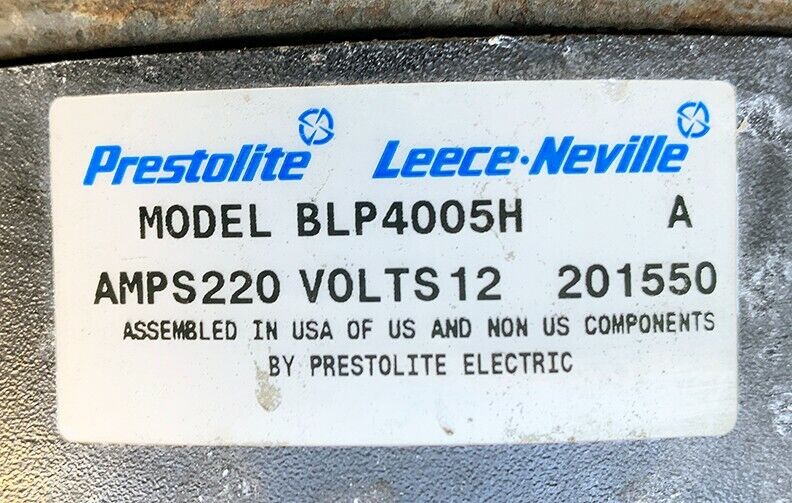 Prestolite Leece·Neville
MODEL BLP4005H A
AMPS220 VOLTS12 201550
ASSEMBLED IN USA OF US AND NON US COMPONENTS
BY PRESTOLITE ELECTRIC